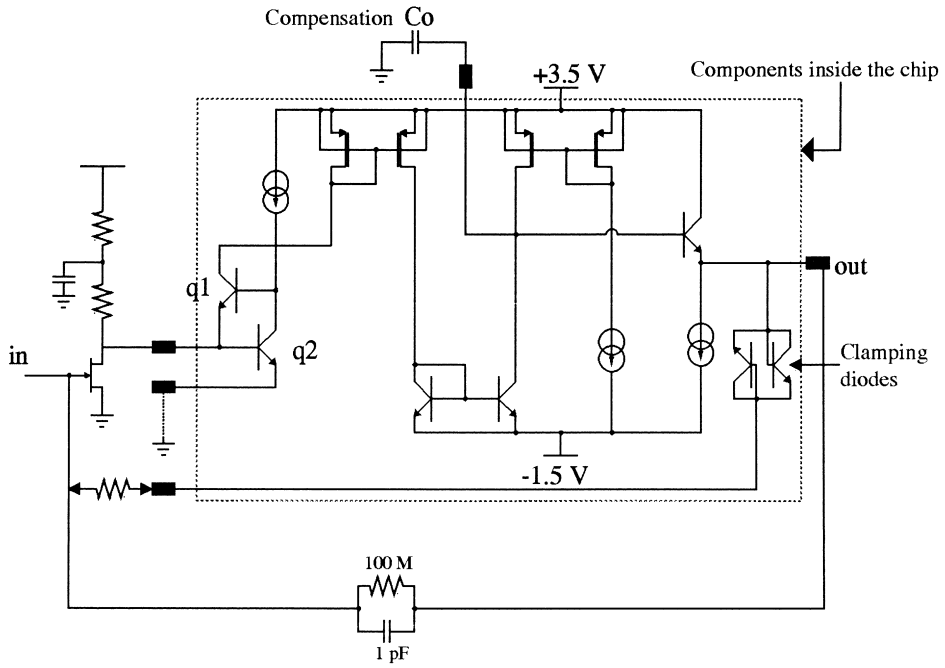 Compensation Co
+3.5 V
Components inside the chip
q1
q2
in
out
Clamping
diodes
-1.5 V
100 M
1 pF